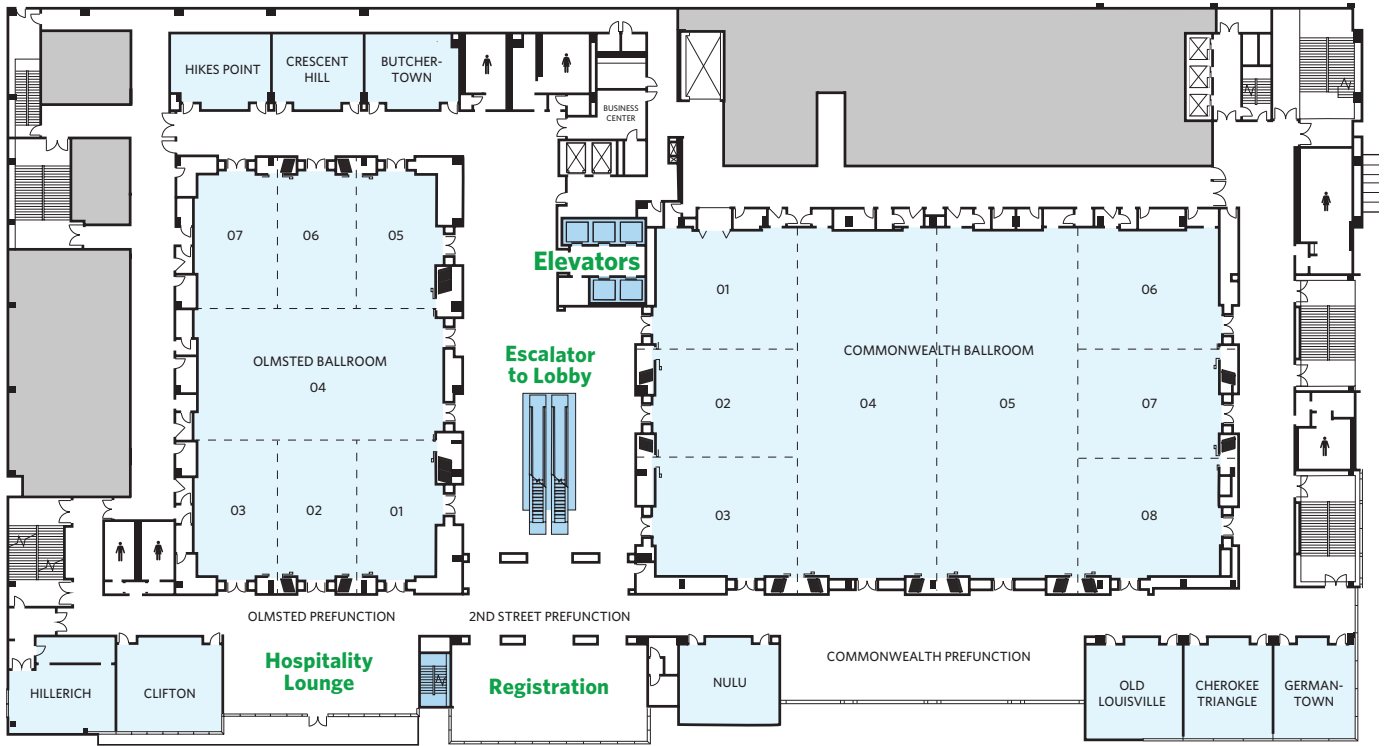 HIKES POINT
CRESCENT
HILL
BUTCHER-
TOWN
BUSINESS
CENTER
07
06
05
Elevators
01
06
OLMSTED BALLROOM
04
Escalator
to Lobby
COMMONWEALTH BALLROOM
02
04
05
07
03
02
01
03
08
OLMSTED PREFUNCTION
2ND STREET PREFUNCTION
Hospitality
Lounge
Registration
COMMONWEALTH PREFUNCTION
HILLERICH
CLIFTON
NULU
OLD
LOUISVILLE
CHEROKEE
TRIANGLE
GERMAN-
TOWN